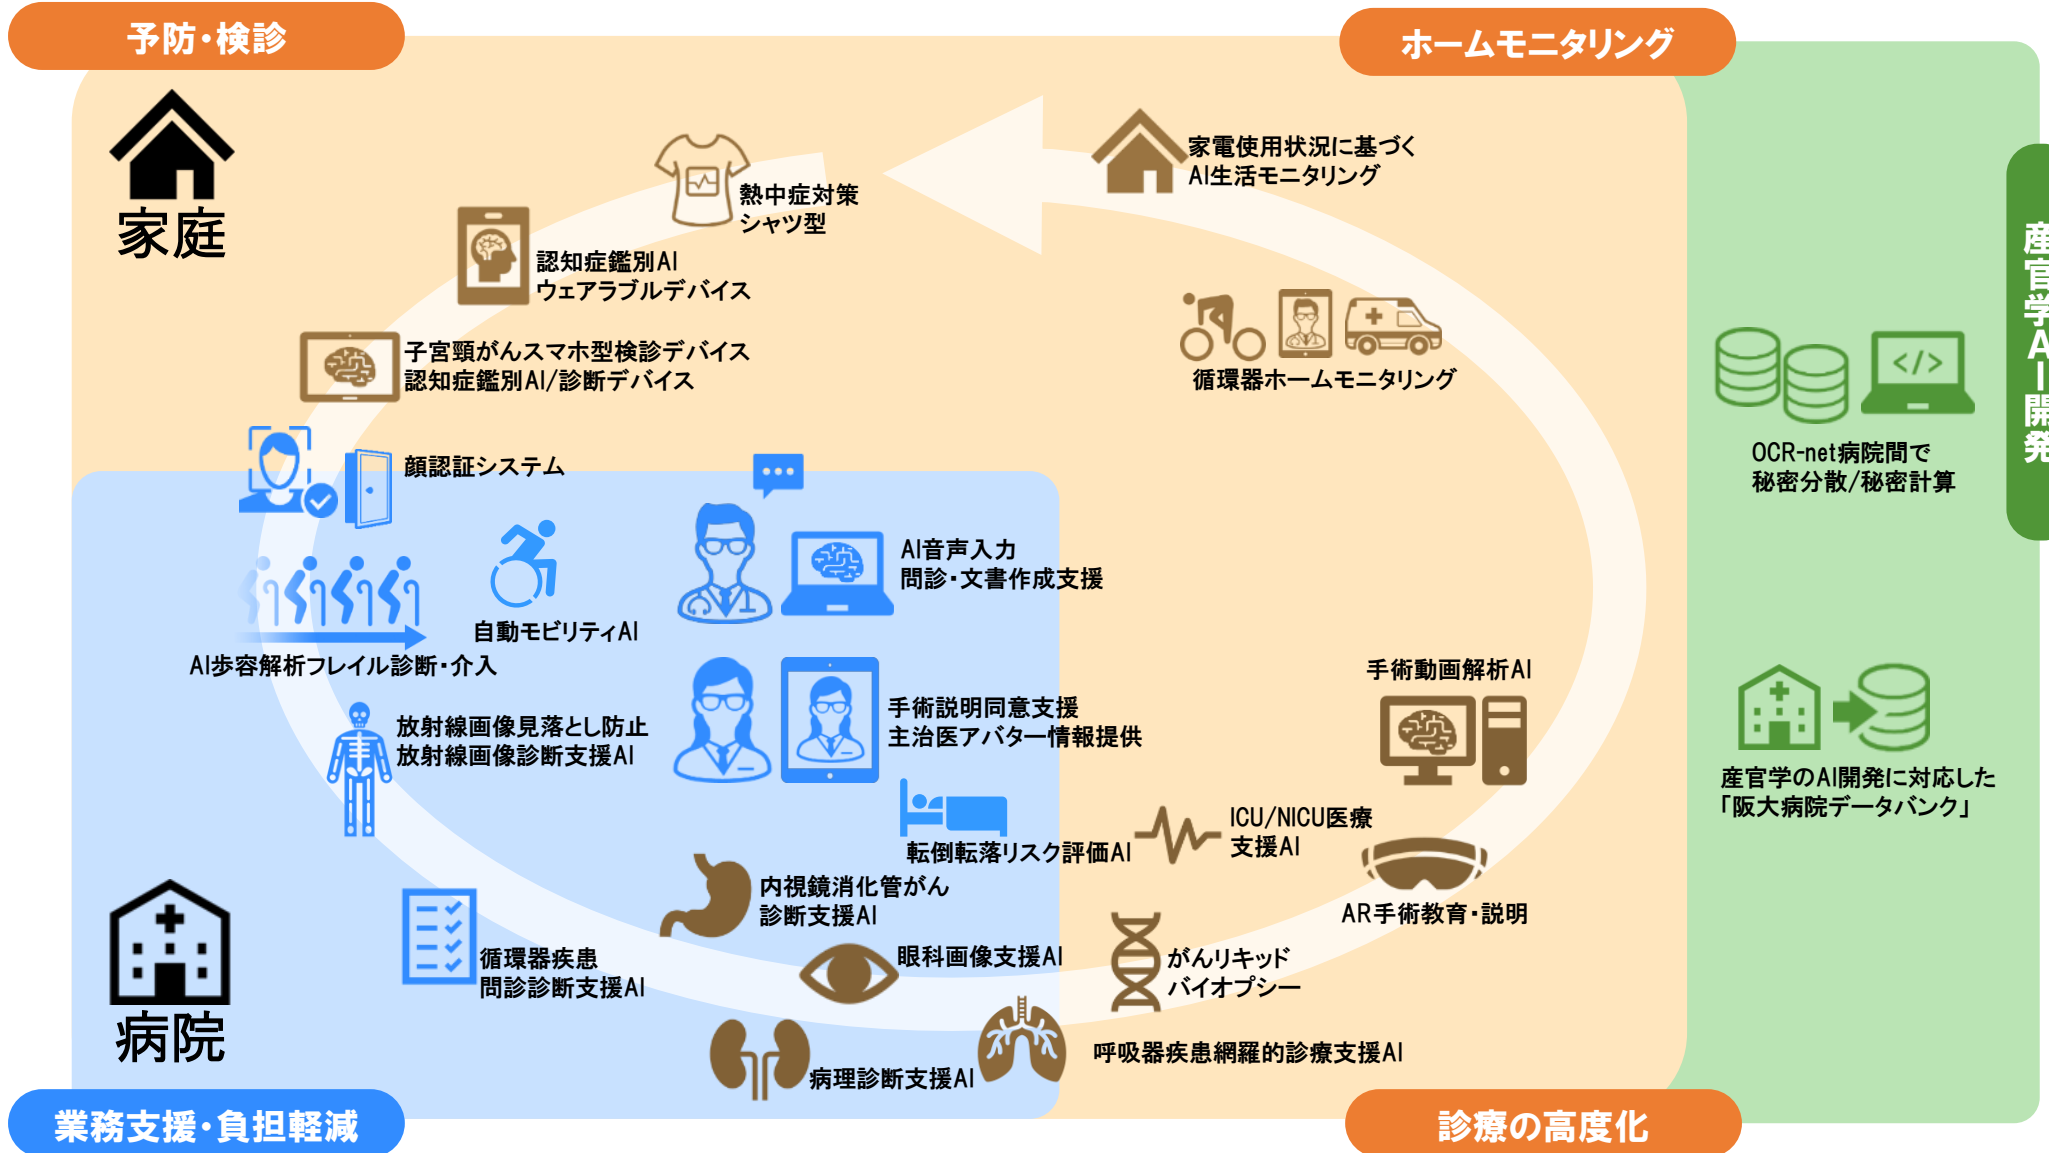 予防・検診
ホームモニタリング
家庭
家電使用状況に基づく
AI生活モニタリング
熱中症対策
シャツ型
認知症鑑別AI
ウェアラブルデバイス
子宮頸がんスマホ型検診デバイス
認知症鑑別AI/診断デバイス
循環器ホームモニタリング
産官学AI開発
OCR-net病院間で
秘密分散/秘密計算
顔認証システム
AI音声入力
問診・文書作成支援
自動モビリティAI
AI歩容解析フレイル診断・介入
手術説明同意支援
主治医アバター情報提供
手術動画解析AI
放射線画像見落とし防止
放射線画像診断支援AI
産官学のAI開発に対応した
「阪大病院データバンク」
転倒転落リスク評価AI
ICU/NICU医療
支援AI
内視鏡消化管がん
診断支援AI
AR手術教育・説明
循環器疾患
問診診断支援AI
眼科画像支援AI
がんリキッド
バイオプシー
病院
病理診断支援AI
呼吸器疾患網羅的診療支援AI
業務支援・負担軽減
診療の高度化